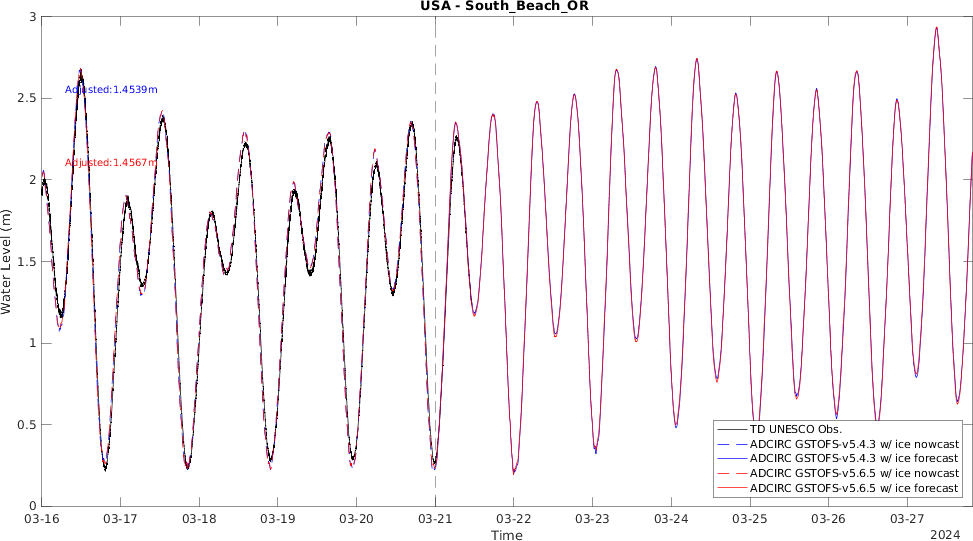 USA - South_Beach_OR
3
2.5
2
1.5
1
0.5
0
Water Level (m)
Adjusted:1.4539m
Adjusted:1.4567m
TD UNESCO Obs.
ADCIRC GSTOFS-v5.4.3 w/ ice nowcast
ADCIRC GSTOFS-v5.4.3 w/ ice forecast
ADCIRC GSTOFS-v5.6.5 w/ ice nowcast
ADCIRC GSTOFS-v5.6.5 w/ ice forecast
03-16 03-17 03-18 03-19 03-20 03-21 03-22 03-23 03-24 03-25 03-26 03-27
Time
2024